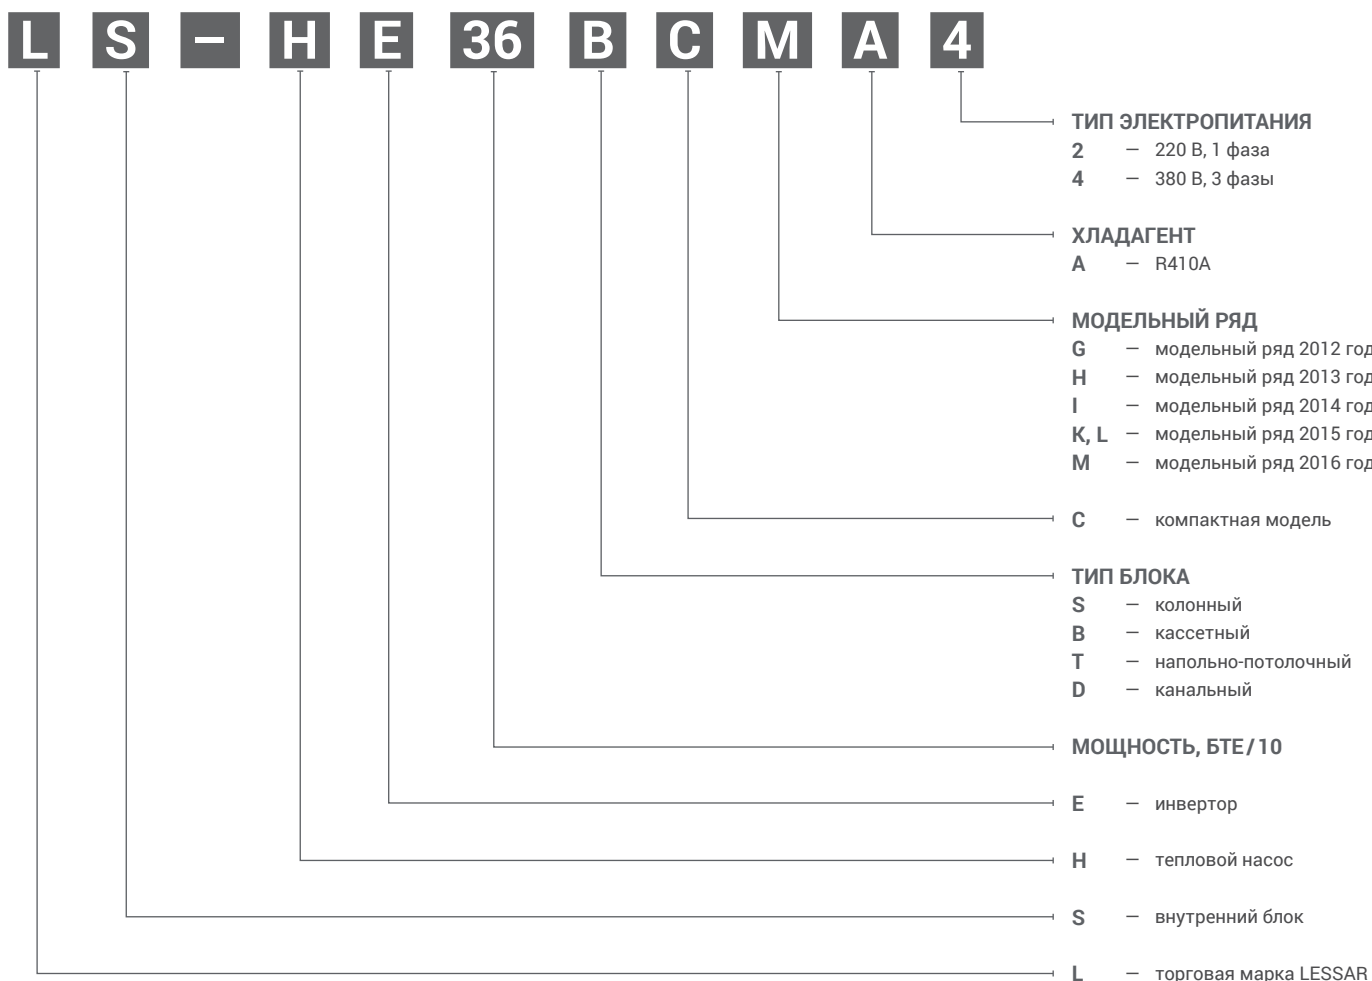 L S – H E 36 B C M A 4
ТИП ЭЛЕКТРОПИТАНИЯ
2 — 220 В, 1 фаза
4 — 380 В, 3 фазы
ХЛАДАГЕНТ
A — R410A
МОДЕЛЬНЫЙ РЯД
G — модельный ряд 2012 год
H — модельный ряд 2013 год
I — модельный ряд 2014 год
K, L — модельный ряд 2015 год
M — модельный ряд 2016 год
C — компактная модель
ТИП БЛОКА
S — колонный
B — кассетный
T — напольно-потолочный
D — канальный
МОЩНОСТЬ, БТЕ/10
E — инвертор
H — тепловой насос
S — внутренний блок
L — торговая марка LESSAR